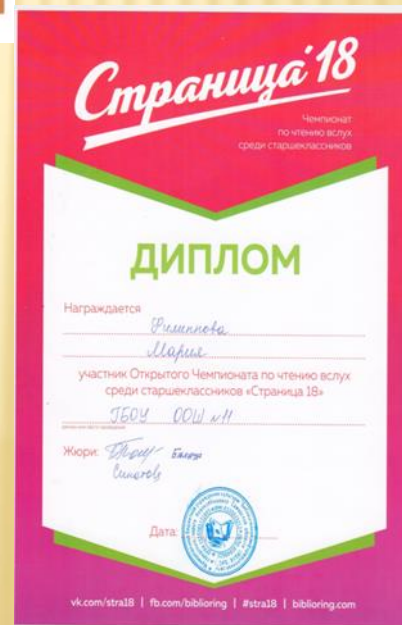 Страница'18
Чемпионат
по чтению вслух
среди старшеклассников
ДИПЛОМ
Награждается
Филиппова
Мария
участник Открытого Чемпионата по чтению вслух
среди старшеклассников «Страница 18»
ГБОУ ООШ №11
Жюри:
Дата:
vk.com/stra18 | fb.com/biblioring | #stra18 | biblioring.com